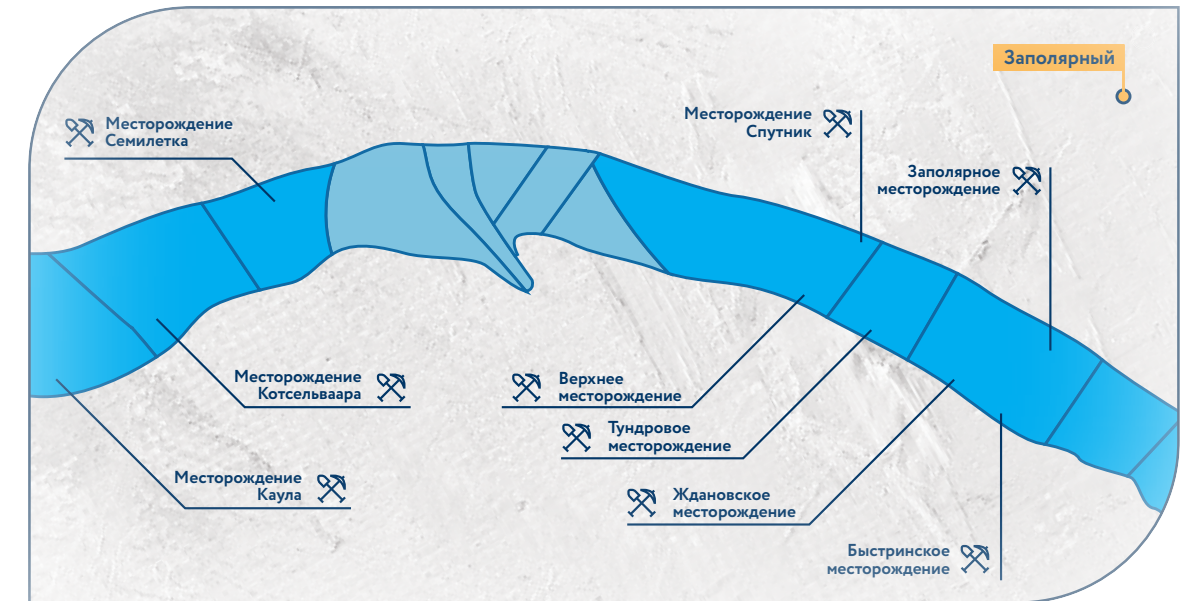 Заполярный
Месторождение
Спутник
Месторождение
Семилетка
Заполярное
месторождение
Месторождение
Котсельваара
Верхнее
месторождение
Тундровое
месторождение
Месторождение
Каула
Ждановское
месторождение
Быстринское
месторождение